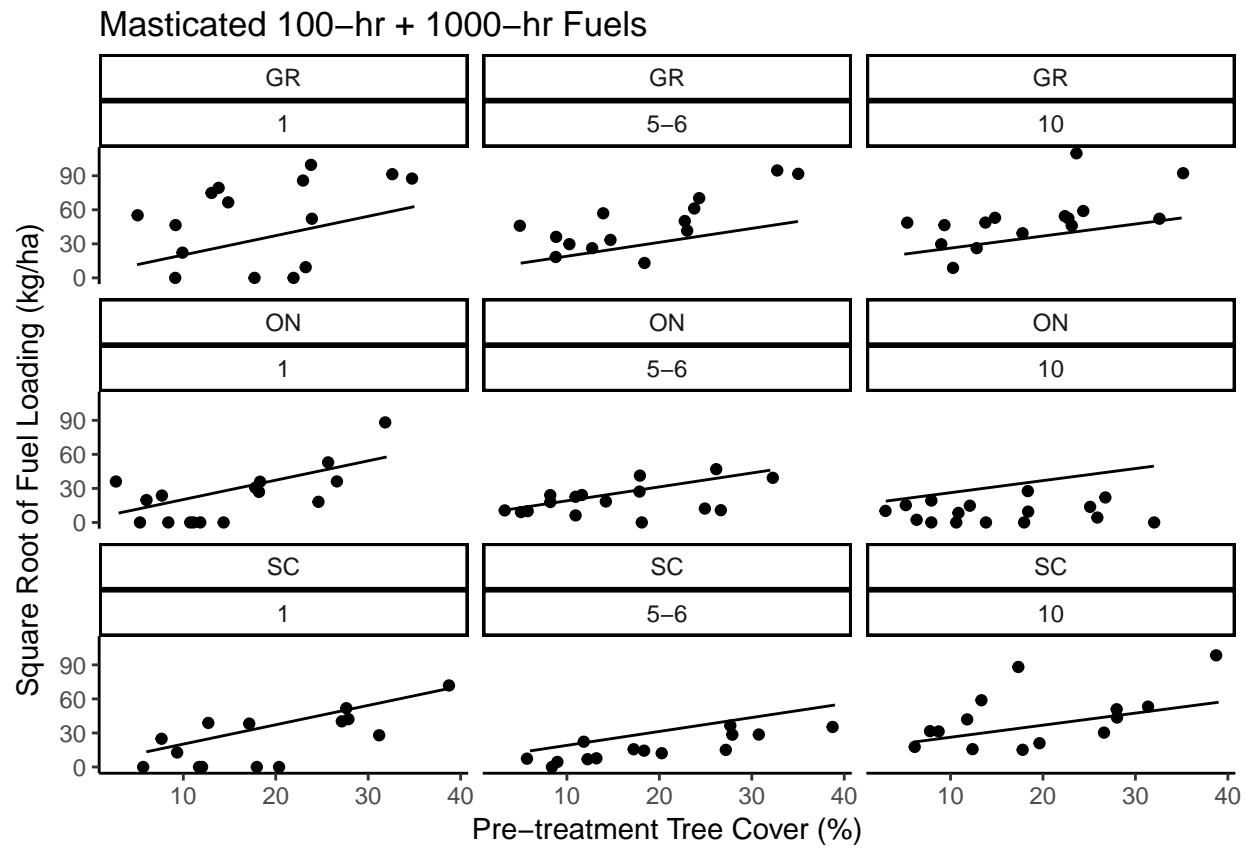 Masticated 100−hr + 1000−hr Fuels
GR GR GR
1 5−6 10
90
60
30
0
ON ON ON
1 5−6 10
90
60
30
0
SC SC SC
1 5−6 10
90
60
30
0
10 20 30 40 10 20 30 40 10 20 30 40
Pre−treatment Tree Cover (%)
Square Root of Fuel Loading (kg/ha)